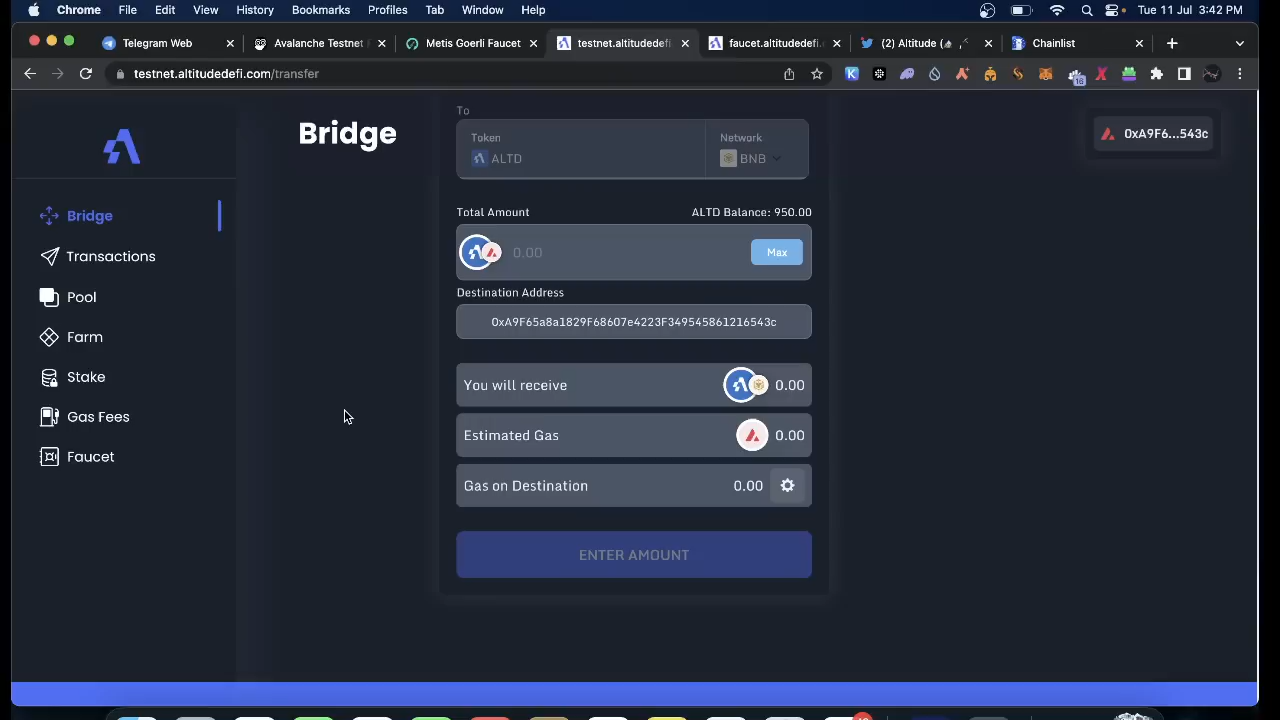 Chrome File Edit View History Bookmarks Profiles Tab Window Help Tue 11 Jul 3:42 PM
Telegram Web Avalanche Testnet Metis Goerli Faucet testnet.altitudedefi faucet.altitudedefi.c (2) Altitude Chainlist
testnet.altitudedefi.com/transfer
16
Bridge
0xA9F6...543c
To
Token Network
ALTD BNB
Bridge
Transactions
Pool
Farm
Stake
Gas Fees
Faucet
Total Amount ALTD Balance: 950.00
0.00 Max
Destination Address
0xA9F65a8a1829F68607e4223F349545861216543c
You will receive 0.00
Estimated Gas 0.00
Gas on Destination 0.00
ENTER AMOUNT